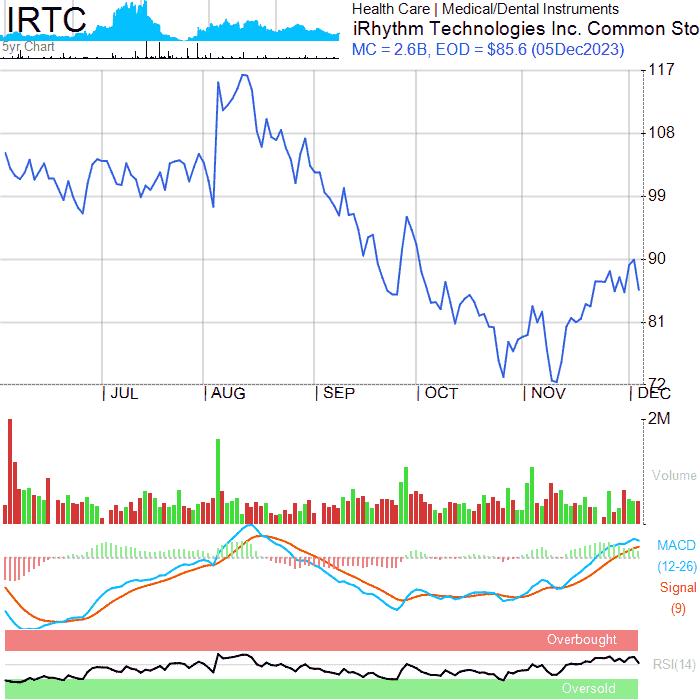 IRTC
Health Care | Medical/Dental Instruments
iRhythm Technologies Inc. Common Sto
5yr Chart
MC = 2.6B, EOD = $85.6 (05Dec2023)
117
108
99
90
81
72
| JUL | AUG | SEP | OCT | NOV | DEC
2M
Volume
MACD
(12-26)
Signal
(9)
Overbought
RSI(14)
Oversold